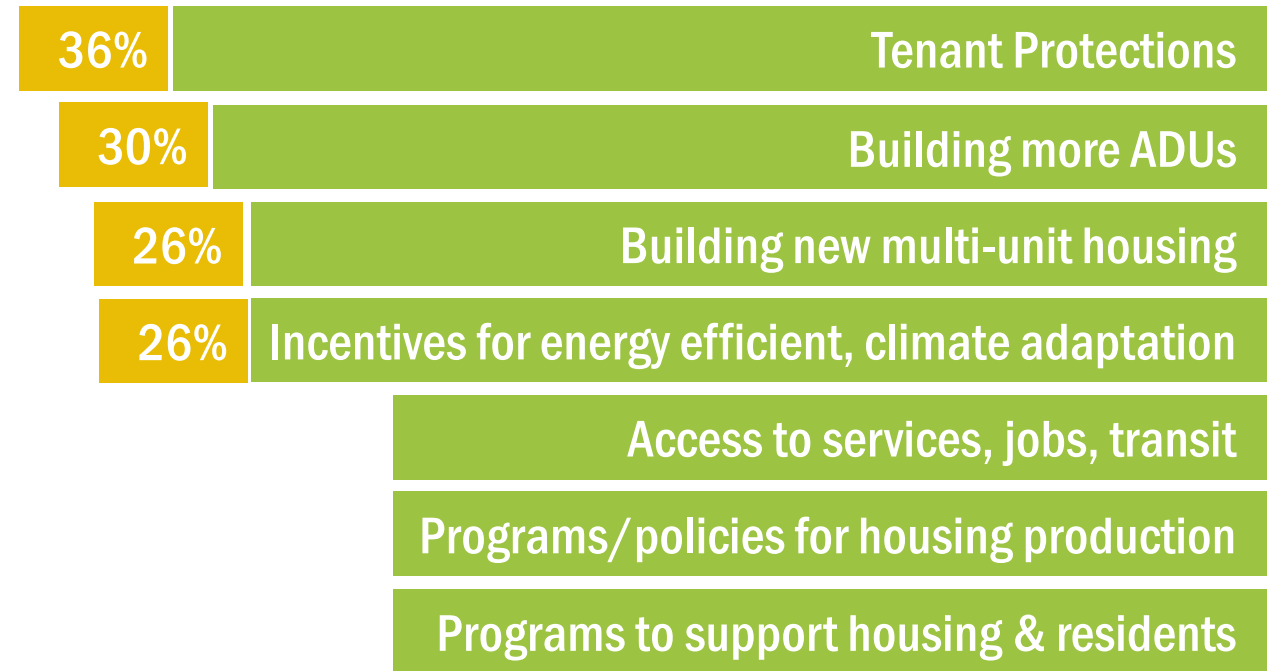 36% Tenant Protections
30% Building more ADUs
26% Building new multi-unit housing
26% Incentives for energy efficient, climate adaptation
Access to services, jobs, transit
Programs/policies for housing production
Programs to support housing & residents